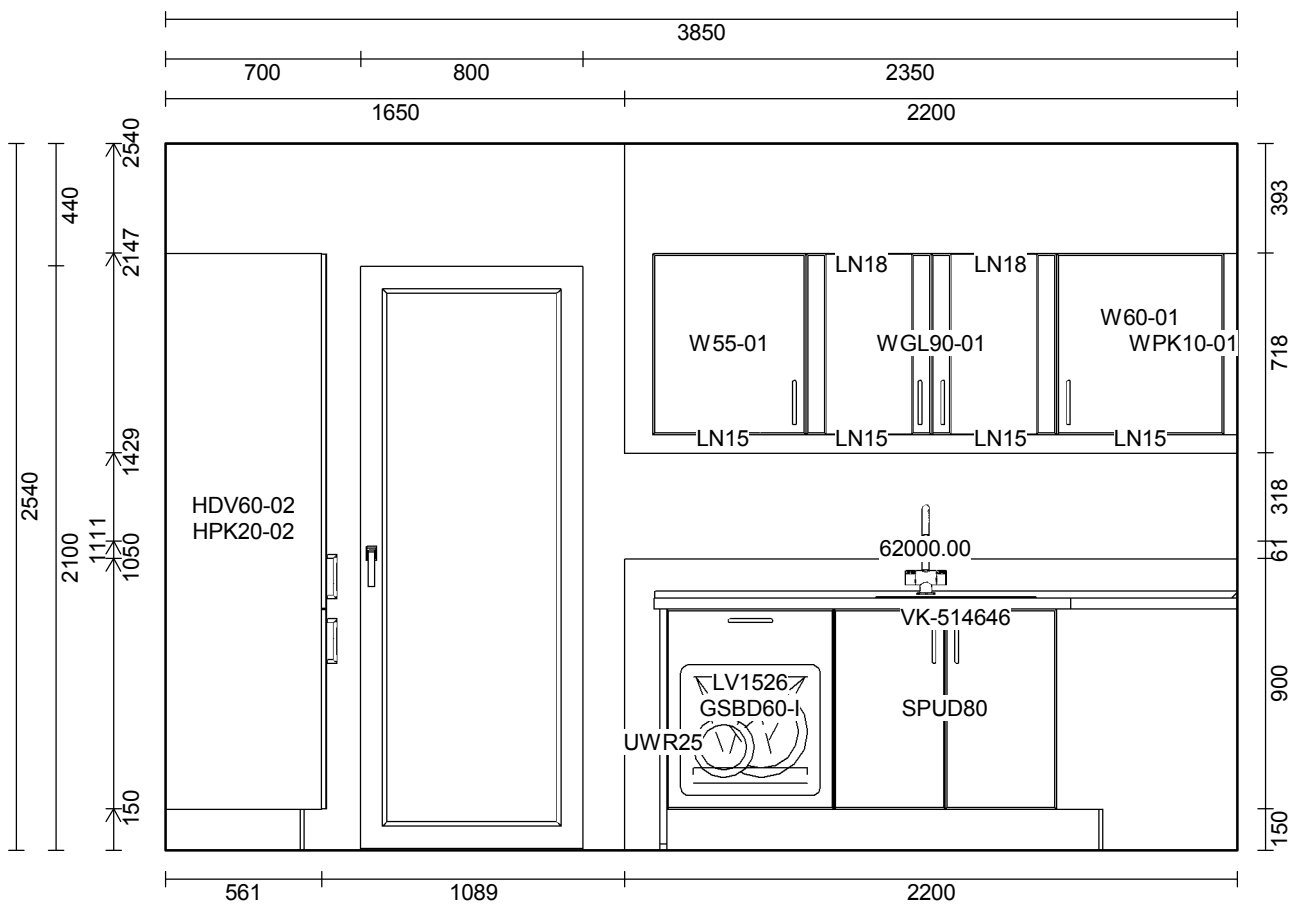 3850
700 800 2350
1650 2200
2540
440
2147
1429
2540
2100
1111
1050
150
393
718
318
61
900
150
LN18 LN18
W55-01 WGL90-01 W60-01
WPK10-01
LN15 LN15 LN15 LN15
HDV60-02
HPK20-02
62000.00
VK-514646
LV1526
GSBD60-I SPUD80
UWR25
561 1089 2200